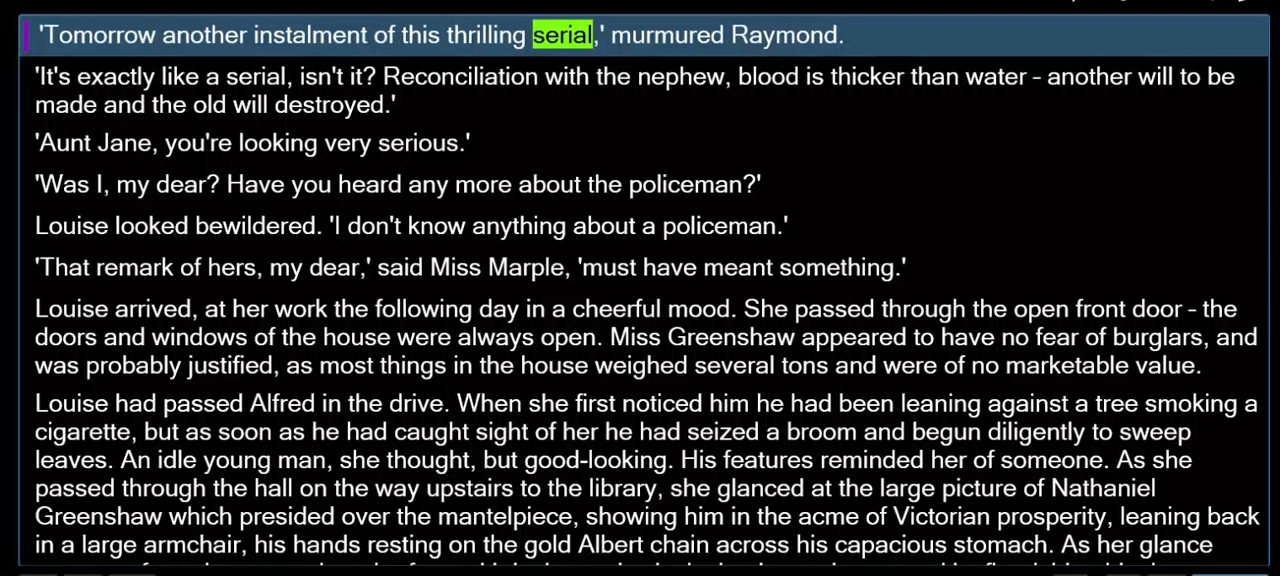 'Tomorrow another instalment of this thrilling serial,' murmured Raymond.
'It's exactly like a serial, isn't it? Reconciliation with the nephew, blood is thicker than water - another will to be
made and the old will destroyed.'
'Aunt Jane, you're looking very serious.'
'Was I, my dear? Have you heard any more about the policeman?'
Louise looked bewildered. 'I don't know anything about a policeman.'
'That remark of hers, my dear,' said Miss Marple, 'must have meant something.'
Louise arrived, at her work the following day in a cheerful mood. She passed through the open front door - the
doors and windows of the house were always open. Miss Greenshaw appeared to have no fear of burglars, and
was probably justified, as most things in the house weighed several tons and were of no marketable value.
Louise had passed Alfred in the drive. When she first noticed him he had been leaning against a tree smoking a
cigarette, but as soon as he had caught sight of her he had seized a broom and begun diligently to sweep
leaves. An idle young man, she thought, but good-looking. His features reminded her of someone. As she
passed through the hall on the way upstairs to the library, she glanced at the large picture of Nathaniel
Greenshaw which presided over the mantelpiece, showing him in the acme of Victorian prosperity, leaning back
in a large armchair, his hands resting on the gold Albert chain across his capacious stomach. As her glance